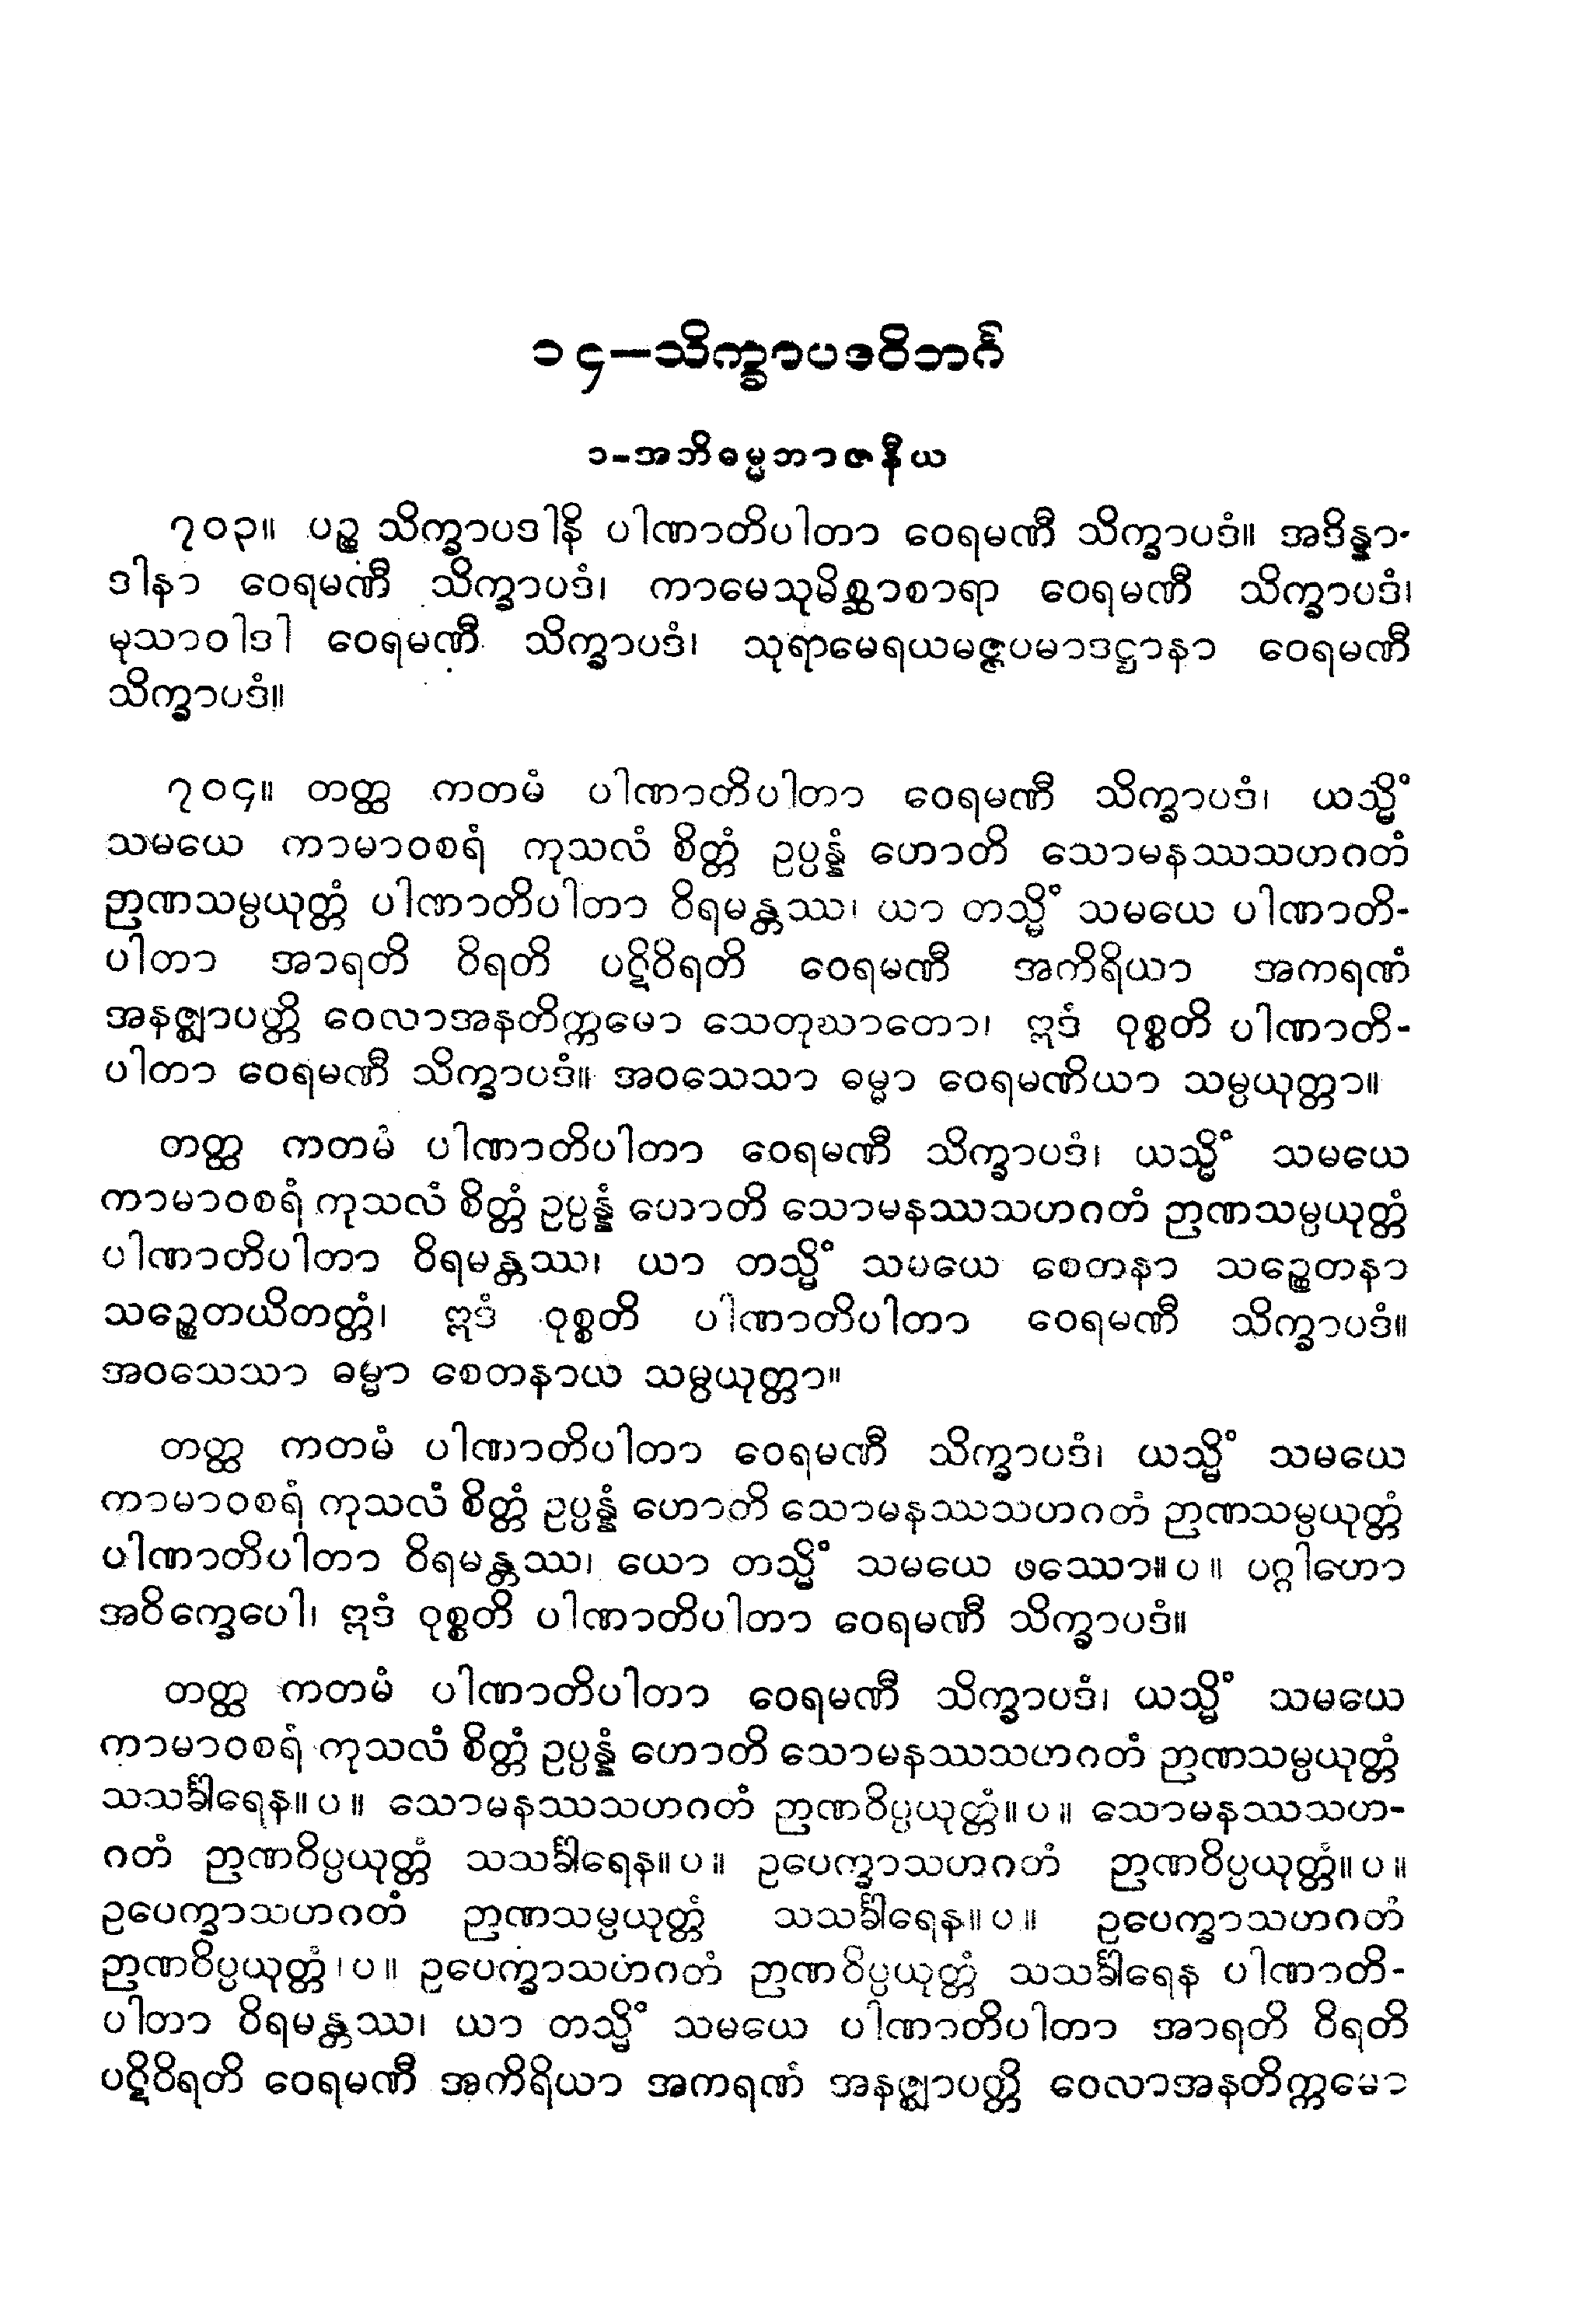 ၁၄–သိက္ခာပဒဝိဘင်္ဂ
၁-အဘိဓမ္မဘာဇနီယ
၇၀၃။ ပဉ္စ သိက္ခာပဒါနိ ပါဏာတိပါတာ ဝေရမဏီ သိက္ခာပဒံ။ အဒိန္နာ-
ဒါနာ ဝေရမဏီ သိက္ခာပဒံ၊ ကာမေသုမိစ္ဆာစာရာ ဝေရမဏီ သိက္ခာပဒံ၊
မုသာဝါဒါ ဝေရမဏီ သိက္ခာပဒံ၊ သုရာမေရယမဇ္ဇပမာဒဋ္ဌာနာ ဝေရမဏီ
သိက္ခာပဒံ။
၇၀၄။ တတ္ထ ကတမံ ပါဏာတိပါတာ ဝေရမဏီ သိက္ခာပဒံ၊ ယသ္မိံ
သမယေ ကာမာဝစရံ ကုသလံ စိတ္တံ ဥပ္ပန္နံ ဟောတိ သောမနဿသဟဂတံ
ဉာဏသမ္ပယုတ္တံ ပါဏာတိပါတာ ဝိရမန္တဿ၊ ယာ တသ္မိံ သမယေ ပါဏာတိ-
ပါတာ အာရတိ ဝိရတိ ပဋိဝိရတိ ဝေရမဏီ အကိရိယာ အကရဏံ
အနဇ္ဈာပတ္တိ ဝေလာအနတိက္ကမော သေတုဃာတော၊ ဣဒံ ဝုစ္စတိ ပါဏာတိ-
ပါတာ ဝေရမဏီ သိက္ခာပဒံ။ အဝသေသာ ဓမ္မာ ဝေရမဏိယာ သမ္ပယုတ္တာ။
တတ္ထ ကတမံ ပါဏာတိပါတာ ဝေရမဏီ သိက္ခာပဒံ၊ ယသ္မိံ သမယေ
ကာမာဝစရံ ကုသလံ စိတ္တံ ဥပ္ပန္နံ ဟောတိ သောမနဿသဟဂတံ ဉာဏသမ္ပယုတ္တံ
ပါဏာတိပါတာ ဝိရမန္တဿ၊ ယာ တသ္မိံ သမယေ စေတနာ သဉ္စေတနာ
သဉ္စေတယိတတ္တံ၊ ဣဒံ ဝုစ္စတိ ပါဏာတိပါတာ ဝေရမဏီ သိက္ခာပဒံ။
အဝသေသာ ဓမ္မာ စေတနာယ သမ္ပယုတ္တာ။
တတ္ထ ကတမံ ပါဏာတိပါတာ ဝေရမဏီ သိက္ခာပဒံ၊ ယသ္မိံ သမယေ
ကာမာဝစရံ ကုသလံ စိတ္တံ ဥပ္ပန္နံ ဟောတိ သောမနဿသဟဂတံ ဉာဏသမ္ပယုတ္တံ
ပါဏာတိပါတာ ဝိရမန္တဿ၊ ယော တသ္မိံ သမယေ ဖဿော။ပ။ ပဂ္ဂါဟော
အဝိက္ခေပေါ၊ ဣဒံ ဝုစ္စတိ ပါဏာတိပါတာ ဝေရမဏီ သိက္ခာပဒံ။
တတ္ထ ကတမံ ပါဏာတိပါတာ ဝေရမဏီ သိက္ခာပဒံ၊ ယသ္မိံ သမယေ
ကာမာဝစရံ ကုသလံ စိတ္တံ ဥပ္ပန္နံ ဟောတိ သောမနဿသဟဂတံ ဉာဏသမ္ပယုတ္တံ
သသင်္ခါရေန။ပ။ သောမနဿသဟဂတံ ဉာဏဝိပ္ပယုတ္တံ။ပ။ သောမနဿသဟ-
ဂတံ ဉာဏဝိပ္ပယုတ္တံ သသင်္ခါရေန။ပ။ ဥပေက္ခာသဟဂတံ ဉာဏဝိပ္ပယုတ္တံ။ပ။
ဥပေက္ခာသဟဂတံ ဉာဏသမ္ပယုတ္တံ သသင်္ခါရေန။ပ။ ဥပေက္ခာသဟဂတံ
ဉာဏဝိပ္ပယုတ္တံ၊ပ။ ဥပေက္ခာသဟဂတံ ဉာဏဝိပ္ပယုတ္တံ သသင်္ခါရေန ပါဏာတိ-
ပါတာ ဝိရမန္တဿ၊ ယာ တသ္မိံ သမယေ ပါဏာတိပါတာ အာရတိ ဝိရတိ
ပဋိဝိရတိ ဝေရမဏီ အကိရိယာ အကရဏံ အနဇ္ဈာပတ္တိ ဝေလာအနတိက္ကမော